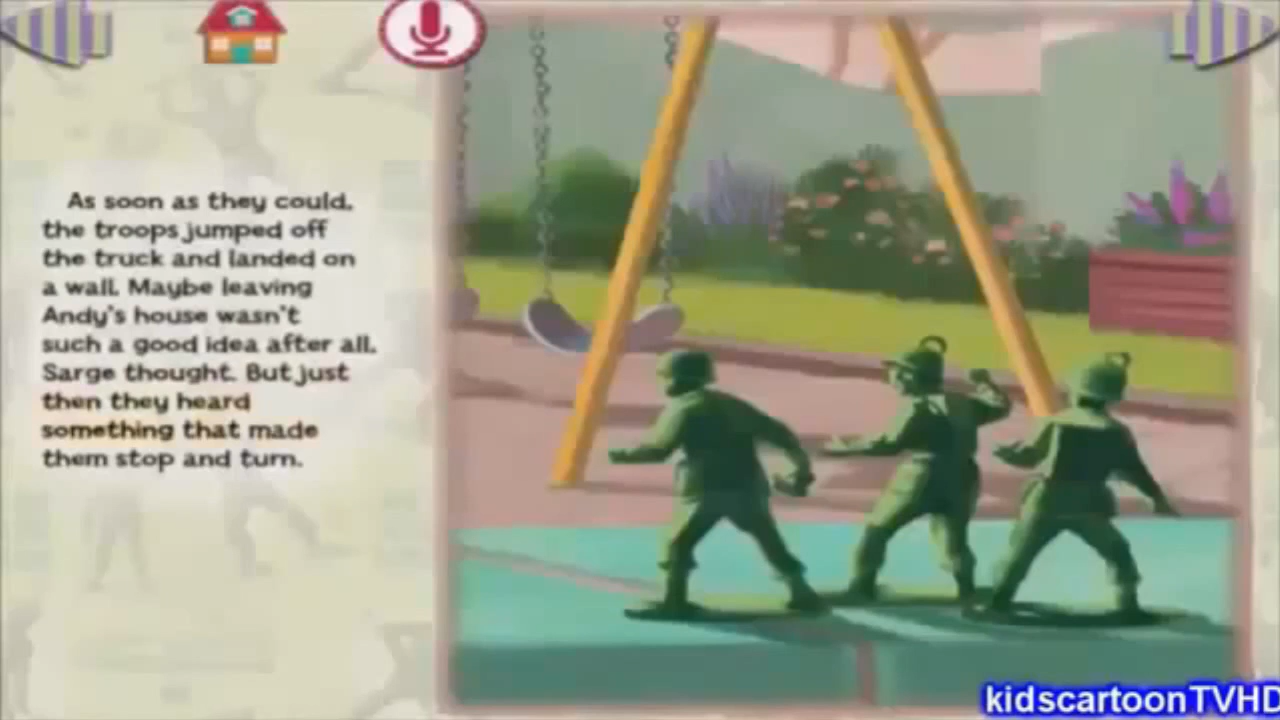 As soon as they could,
the troops jumped off
the truck and landed on
a wall. Maybe leaving
Andy's house wasn't
such a good idea after all,
Sarge thought. But just
then they heard
something that made
them stop and turn.
kidscartoonTVHD